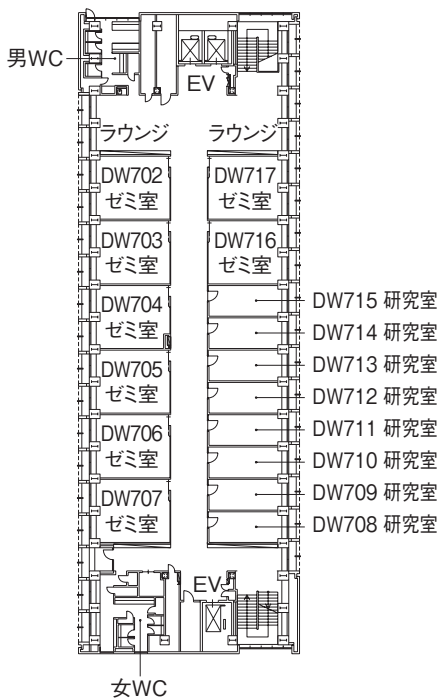 男WC
EV
ラウンジ
ラウンジ
DW702
ゼミ室
DW717
ゼミ室
DW703
ゼミ室
DW716
ゼミ室
DW704
ゼミ室
DW715 研究室
DW714 研究室
DW705
ゼミ室
DW713 研究室
DW712 研究室
DW706
ゼミ室
DW711 研究室
DW710 研究室
DW707
ゼミ室
DW709 研究室
DW708 研究室
EV
女WC